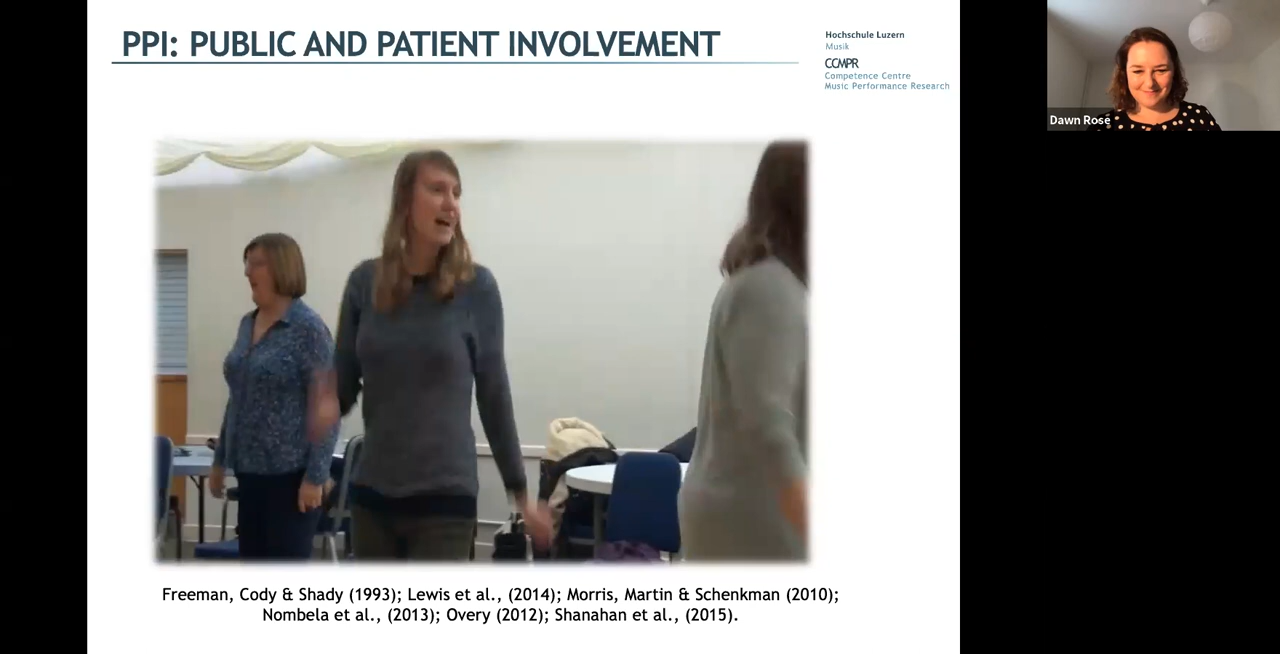 PPI: PUBLIC AND PATIENT INVOLVEMENT
Hochschule Luzern
Musik
CCMPR
Competence Centre
Music Performance Research
Dawn Rose
Freeman, Cody & Shady (1993); Lewis et al., (2014); Morris, Martin & Schenkman (2010);
Nombela et al., (2013); Overy (2012); Shanahan et al., (2015).